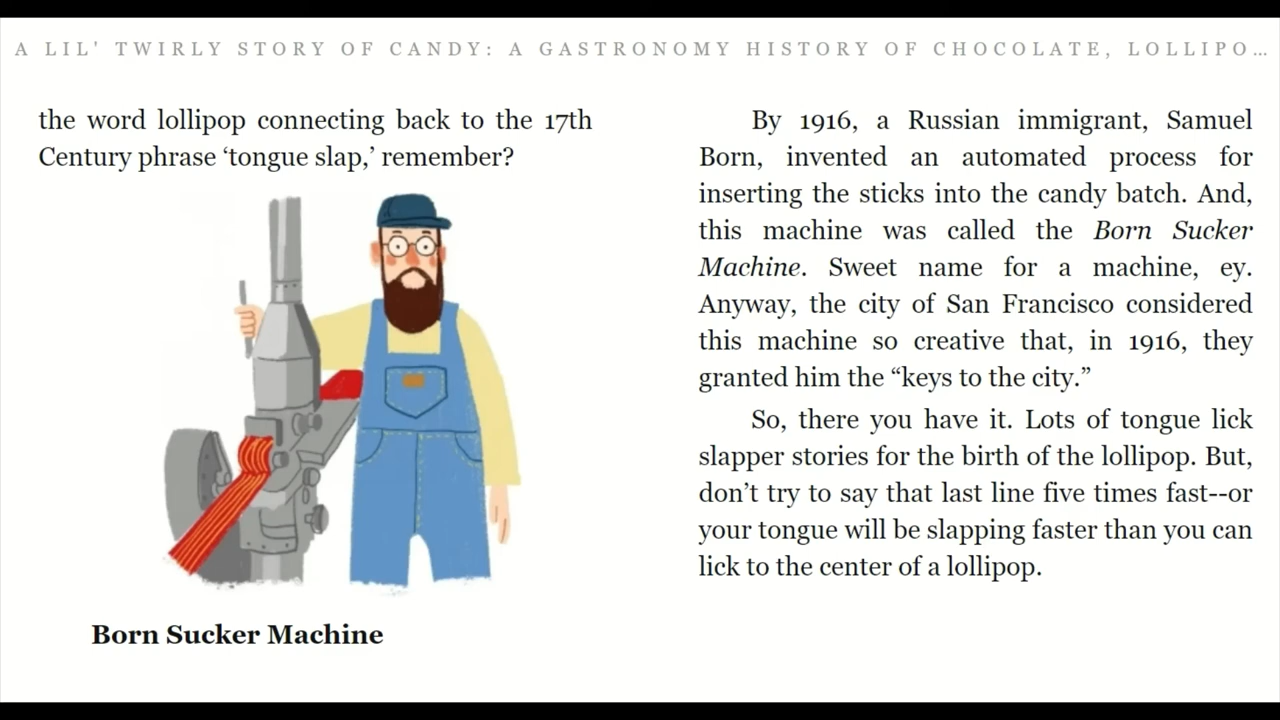 A LIL' TWIRLY STORY OF CANDY: A GASTRONOMY HISTORY OF CHOCOLATE, LOLLIPO...
the word lollipop connecting back to the 17th
Century phrase ‘tongue slap,’ remember?
Born Sucker Machine
By 1916, a Russian immigrant, Samuel
Born, invented an automated process for
inserting the sticks into the candy batch. And,
this machine was called the Born Sucker
Machine. Sweet name for a machine, ey.
Anyway, the city of San Francisco considered
this machine so creative that, in 1916, they
granted him the “keys to the city.”
So, there you have it. Lots of tongue lick
slapper stories for the birth of the lollipop. But,
don’t try to say that last line five times fast--or
your tongue will be slapping faster than you can
lick to the center of a lollipop.